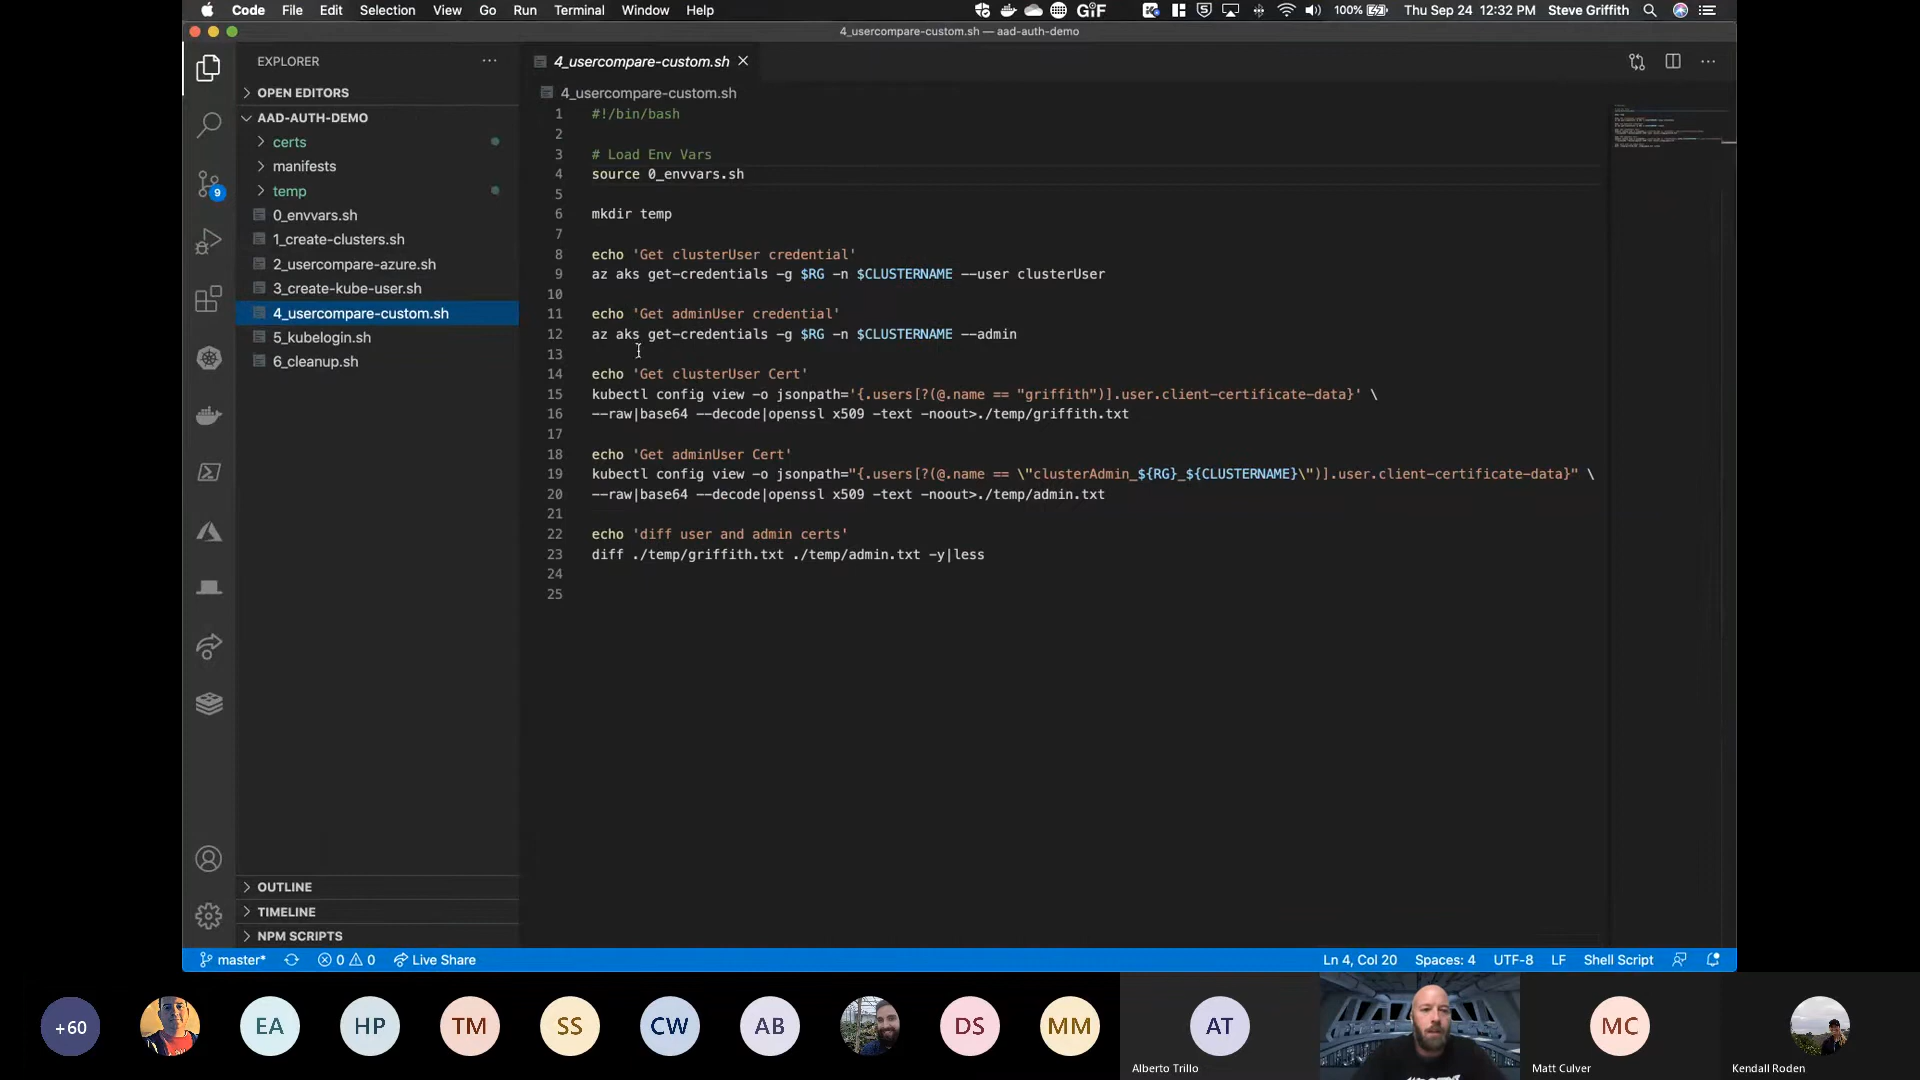 Code File Edit Selection View Go Run Terminal Window Help GIF 5 100% Thu Sep 24 12:32 PM Steve Griffith
4_usercompare-custom.sh — aad-auth-demo
EXPLORER
OPEN EDITORS
AAD-AUTH-DEMO
certs
manifests
temp
0_envvars.sh
1_create-clusters.sh
2_usercompare-azure.sh
3_create-kube-user.sh
4_usercompare-custom.sh
5_kubelogin.sh
6_cleanup.sh
9
OUTLINE
TIMELINE
NPM SCRIPTS
4_usercompare-custom.sh
4_usercompare-custom.sh
1 #!/bin/bash
2
3 # Load Env Vars
4 source 0_envvars.sh
5
6 mkdir temp
7
8 echo 'Get clusterUser credential'
9 az aks get-credentials -g $RG -n $CLUSTERNAME --user clusterUser
10
11 echo 'Get adminUser credential'
12 az aks get-credentials -g $RG -n $CLUSTERNAME --admin
13
14 echo 'Get clusterUser Cert'
15 kubectl config view -o jsonpath='{.users[?(@.name == "griffith")].user.client-certificate-data}' \
16 --raw|base64 --decode|openssl x509 -text -noout>./temp/griffith.txt
17
18 echo 'Get adminUser Cert'
19 kubectl config view -o jsonpath="{.users[?(@.name == \"clusterAdmin_${RG}_${CLUSTERNAME}\")].user.client-certificate-data}" \
20 --raw|base64 --decode|openssl x509 -text -noout>./temp/admin.txt
21
22 echo 'diff user and admin certs'
23 diff ./temp/griffith.txt ./temp/admin.txt -y|less
24
25
master* 0 0 Live Share Ln 4, Col 20 Spaces: 4 UTF-8 LF Shell Script
+60 EA HP TM SS CW AB DS MM AT MC
Alberto Trillo Matt Culver Kendall Roden